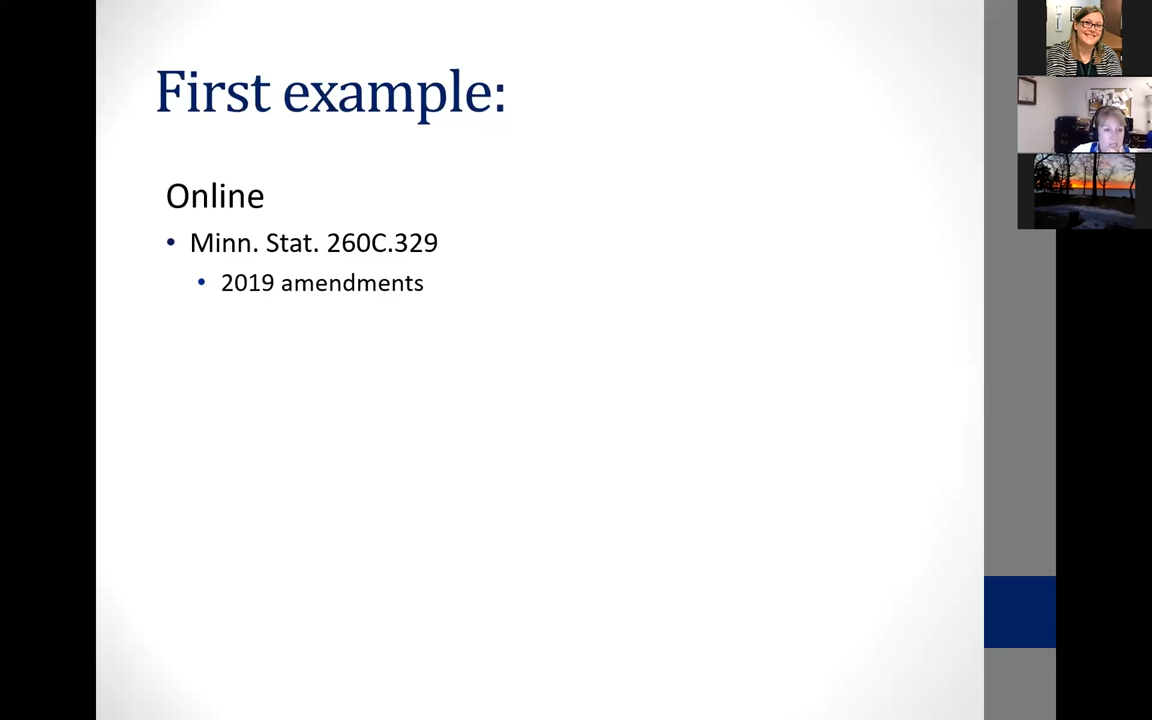 First example:
Online
• Minn. Stat. 260C.329
• 2019 amendments